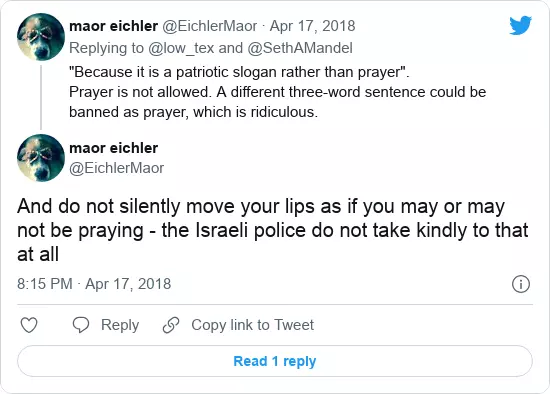 maor eichler @EichlerMaor · Apr 17, 2018
Replying to @low_tex and @SethAMandel
"Because it is a patriotic slogan rather than prayer".
Prayer is not allowed. A different three-word sentence could be
banned as prayer, which is ridiculous.
maor eichler
@EichlerMaor
And do not silently move your lips as if you may or may
not be praying - the Israeli police do not take kindly to that
at all
8:15 PM · Apr 17, 2018
Reply
Copy link to Tweet
Read 1 reply